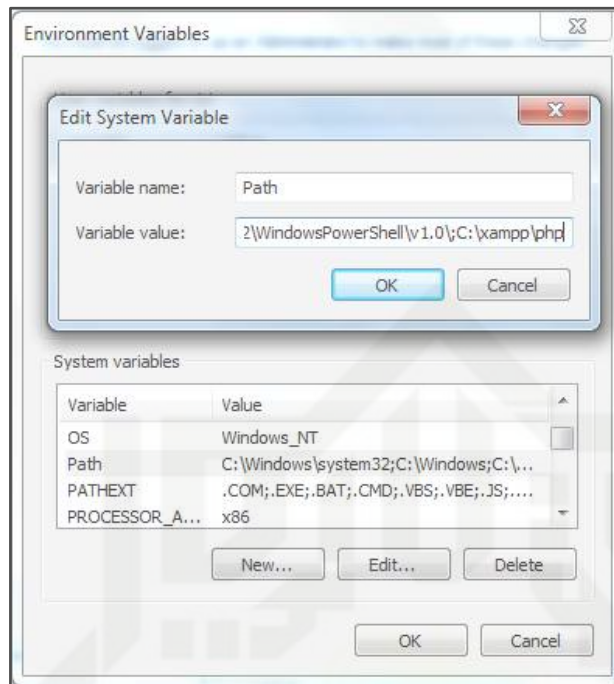 Environment Variables
Edit System Variable
Variable name:
Path
Variable value:
2\WindowsPowerShell\v1.0\;C:\xampp\php
OK
Cancel
System variables
Variable Value
OS Windows_NT
Path C:\Windows\system32;C:\Windows;C:\...
PATHEXT .COM;.EXE;.BAT;.CMD;.VBS;.VBE;.JS;....
PROCESSOR_A... x86
New... Edit... Delete
OK Cancel